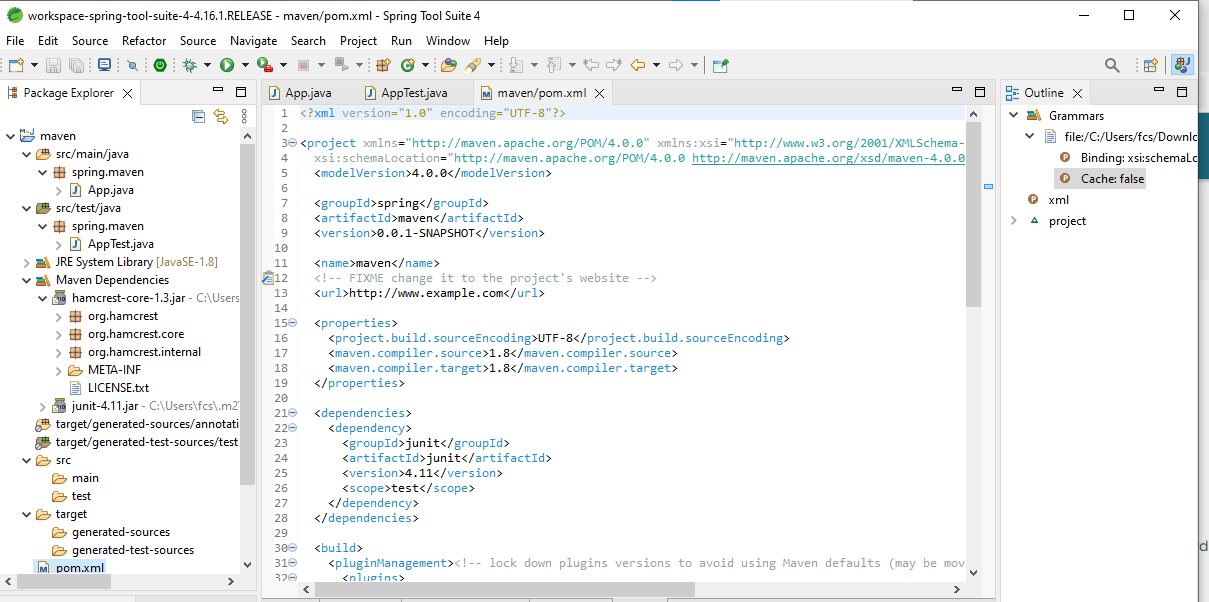 workspace-spring-tool-suite-4-4.16.1.RELEASE - maven/pom.xml - Spring Tool Suite 4
File Edit Source Refactor Source Navigate Search Project Run Window Help
Package Explorer
maven
src/main/java
spring.maven
App.java
src/test/java
spring.maven
AppTest.java
JRE System Library [JavaSE-1.8]
Maven Dependencies
hamcrest-core-1.3.jar - C:\Users
org.hamcrest
org.hamcrest.core
org.hamcrest.internal
META-INF
LICENSE.txt
junit-4.11.jar - C:\Users\fcs\.m2\
target/generated-sources/annotati
target/generated-test-sources/test
src
main
test
target
generated-sources
generated-test-sources
pom.xml
App.java AppTest.java maven/pom.xml
1 <?xml version="1.0" encoding="UTF-8"?>
2
3 <project xmlns="http://maven.apache.org/POM/4.0.0" xmlns:xsi="http://www.w3.org/2001/XMLSchema-
4 xsi:schemaLocation="http://maven.apache.org/POM/4.0.0 http://maven.apache.org/xsd/maven-4.0.0
5 <modelVersion>4.0.0</modelVersion>
6
7 <groupId>spring</groupId>
8 <artifactId>maven</artifactId>
9 <version>0.0.1-SNAPSHOT</version>
10
11 <name>maven</name>
12 <!-- FIXME change it to the project's website -->
13 <url>http://www.example.com</url>
14
15 <properties>
16 <project.build.sourceEncoding>UTF-8</project.build.sourceEncoding>
17 <maven.compiler.source>1.8</maven.compiler.source>
18 <maven.compiler.target>1.8</maven.compiler.target>
19 </properties>
20
21 <dependencies>
22 <dependency>
23 <groupId>junit</groupId>
24 <artifactId>junit</artifactId>
25 <version>4.11</version>
26 <scope>test</scope>
27 </dependency>
28 </dependencies>
29
30 <build>
31 <pluginManagement><!-- lock down plugins versions to avoid using Maven defaults (may be mov
32 <plugins>
Outline
Grammars
file:/C:/Users/fcs/Downlo
Binding: xsi:schemaLo
Cache: false
xml
project
d